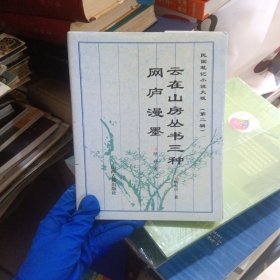 民国笔记小说大观（第二辑）
云在山房丛书三种
网庐漫墨